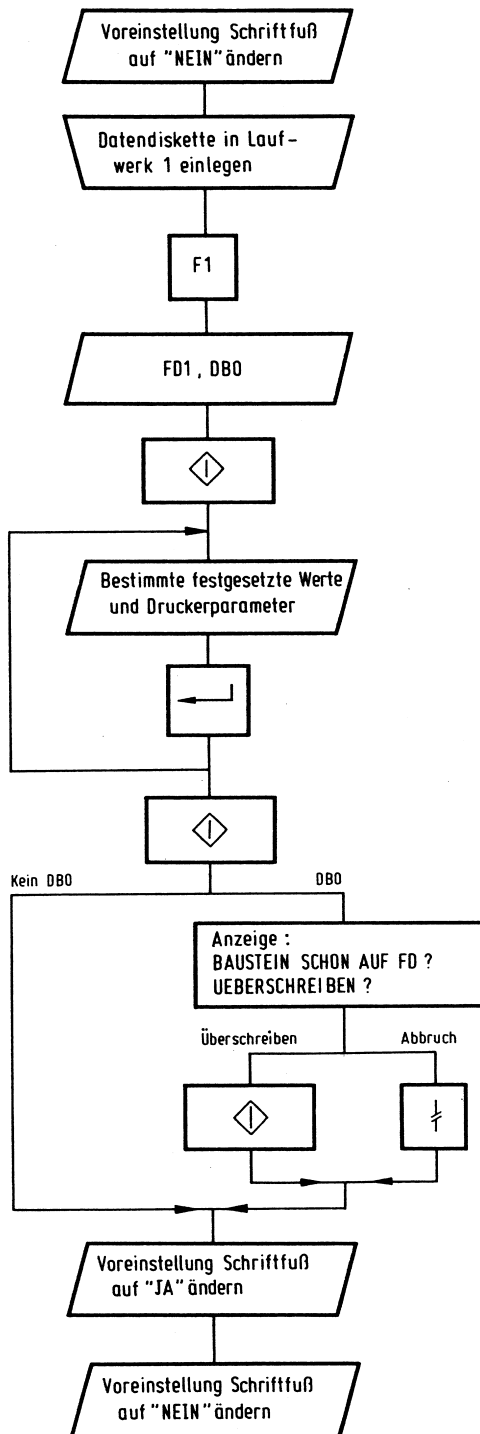 Voreinstellung Schriftfuß
auf "NEIN" ändern
Datendiskette in Lauf-
werk 1 einlegen
F1
FD1 , DB0
Bestimmte festgesetzte Werte
und Druckerparameter
Kein DB0
DB0
Anzeige :
BAUSTEIN SCHON AUF FD ?
UEBERSCHREIBEN ?
Überschreiben
Abbruch
Voreinstellung Schriftfuß
auf "JA" ändern
Voreinstellung Schriftfuß
auf "NEIN" ändern